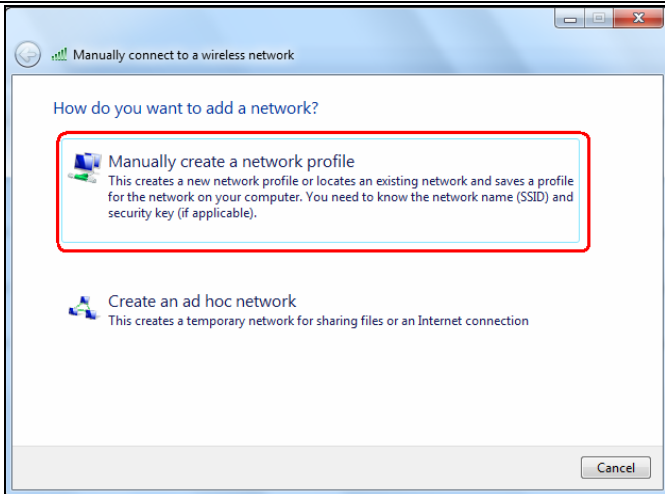 Manually connect to a wireless network
How do you want to add a network?
Manually create a network profile
This creates a new network profile or locates an existing network and saves a profile
for the network on your computer. You need to know the network name (SSID) and
security key (if applicable).
Create an ad hoc network
This creates a temporary network for sharing files or an Internet connection
Cancel